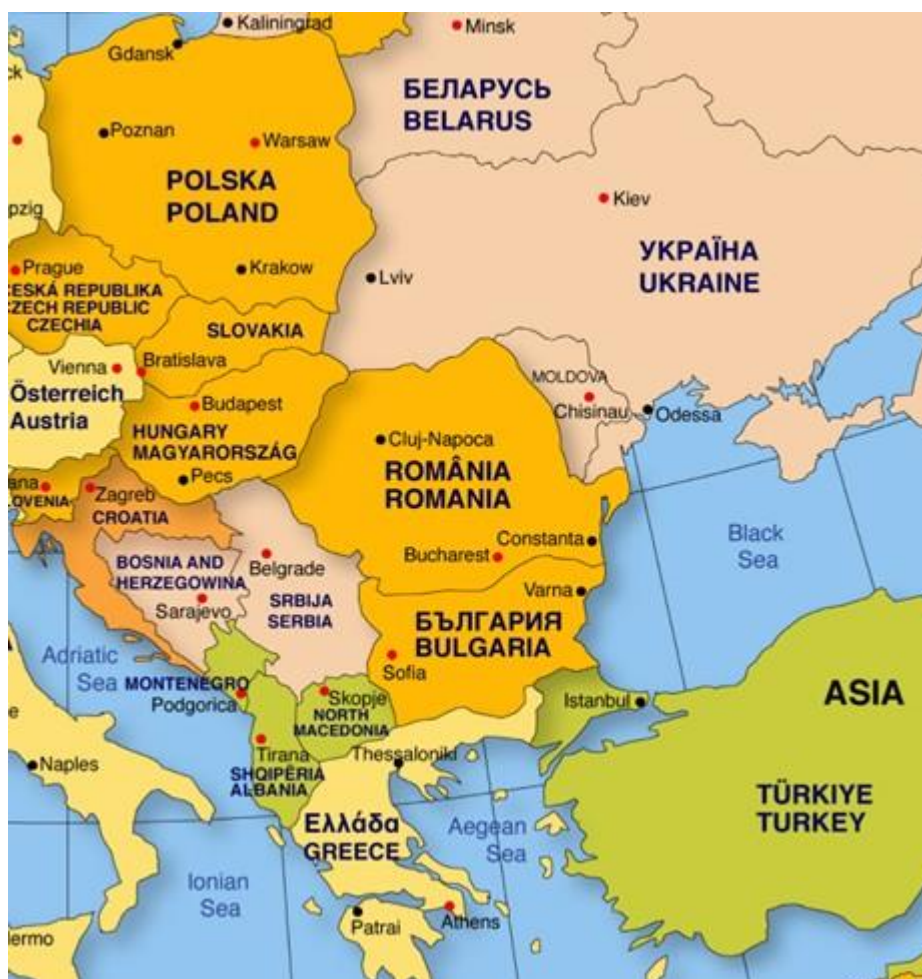 Kaliningrad
Minsk
Gdansk
БЕЛАРУСЬ
BELARUS
Poznan
Warsaw
POLSKA
POLAND
Kiev
Krakow
Lviv
УКРАЇНА
UKRAINE
Prague
ČESKÁ REPUBLIKA
CZECH REPUBLIC
CZECHIA
SLOVAKIA
Vienna
Bratislava
Österreich
Austria
MOLDOVA
Chisinau
Odessa
Budapest
HUNGARY
MAGYARORSZÁG
Cluj-Napoca
Pecs
ROMÂNIA
ROMANIA
Zagreb
CROATIA
Constanta
Bucharest
Black
Sea
BOSNIA AND
HERZEGOWINA
Belgrade
Sarajevo
SRBIJA
SERBIA
Varna
БЪЛГАРИЯ
BULGARIA
Sofia
Adriatic
Sea
MONTENEGRO
Podgorica
Skopje
NORTH
MACEDONIA
Istanbul
ASIA
Tirana
SHQIPËRIA
ALBANIA
Thessaloniki
Naples
TÜRKIYE
TURKEY
Ελλάδα
GREECE
Aegean
Sea
Ionian
Sea
Patrai
Athens